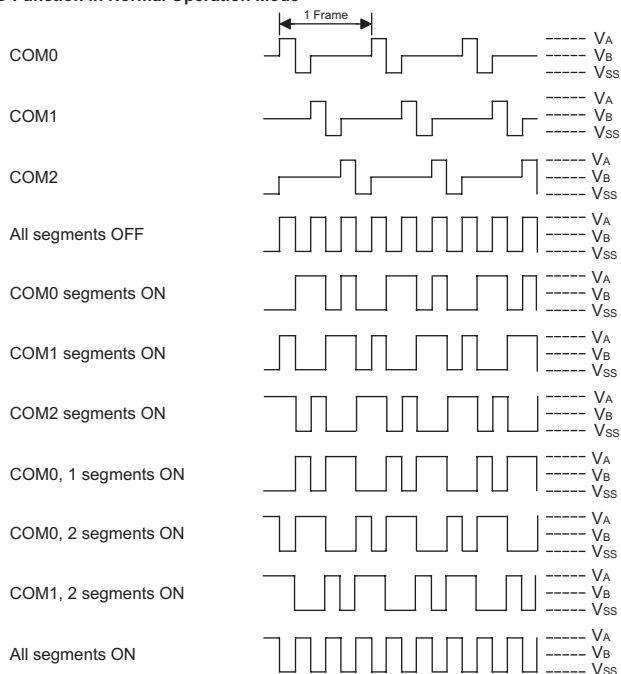 1 Frame
COM0
VA
VB
VSS
COM1
VA
VB
VSS
COM2
VA
VB
VSS
All segments OFF
VA
VB
VSS
COM0 segments ON
VA
VB
VSS
COM1 segments ON
VA
VB
VSS
COM2 segments ON
VA
VB
VSS
COM0, 1 segments ON
VA
VB
VSS
COM0, 2 segments ON
VA
VB
VSS
COM1, 2 segments ON
VA
VB
VSS
All segments ON
VA
VB
VSS